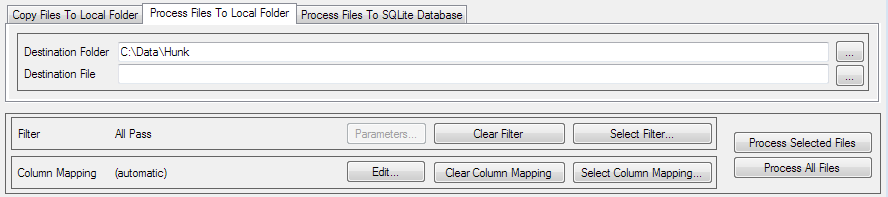 Copy Files To Local Folder Process Files To Local Folder Process Files To SQLite Database
Destination Folder C:\Data\Hunk ...
Destination File ...
Filter All Pass Parameters... Clear Filter Select Filter...
Process Selected Files
Column Mapping (automatic) Edit... Clear Column Mapping Select Column Mapping...
Process All Files